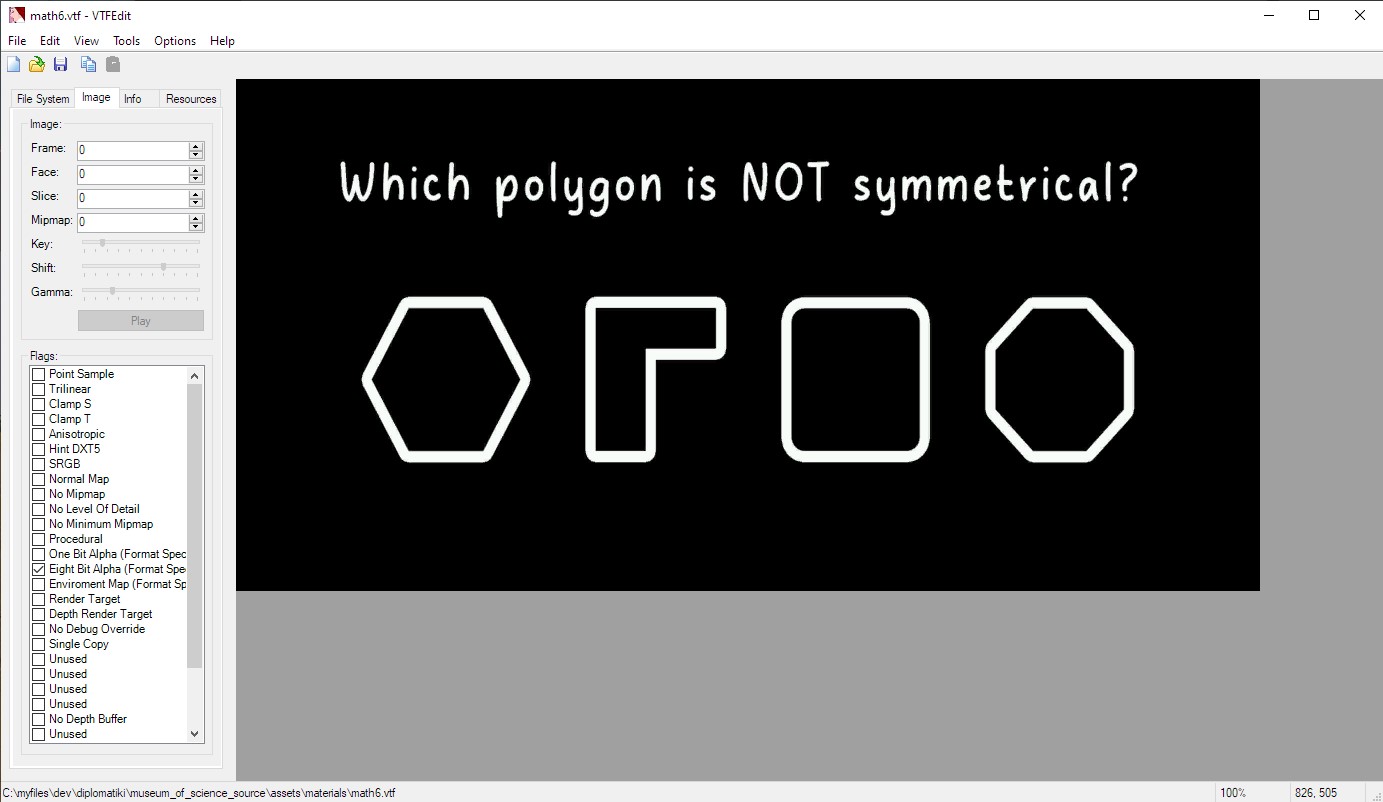 math6.vtf - VTFEdit
File Edit View Tools Options Help
File System Image Info Resources
Image:
Frame: 0
Face: 0
Slice: 0
Mipmap: 0
Key:
Shift:
Gamma:
Play
Flags:
Point Sample
Trilinear
Clamp S
Clamp T
Anisotropic
Hint DXT5
SRGB
Normal Map
No Mipmap
No Level Of Detail
No Minimum Mipmap
Procedural
One Bit Alpha (Format Spec
Eight Bit Alpha (Format Spe
Enviroment Map (Format Sp
Render Target
Depth Render Target
No Debug Override
Single Copy
Unused
Unused
Unused
Unused
No Depth Buffer
Unused
Which polygon is NOT symmetrical?
C:\myfiles\dev\diplomatiki\museum_of_science_source\assets\materials\math6.vtf 100% 826, 505